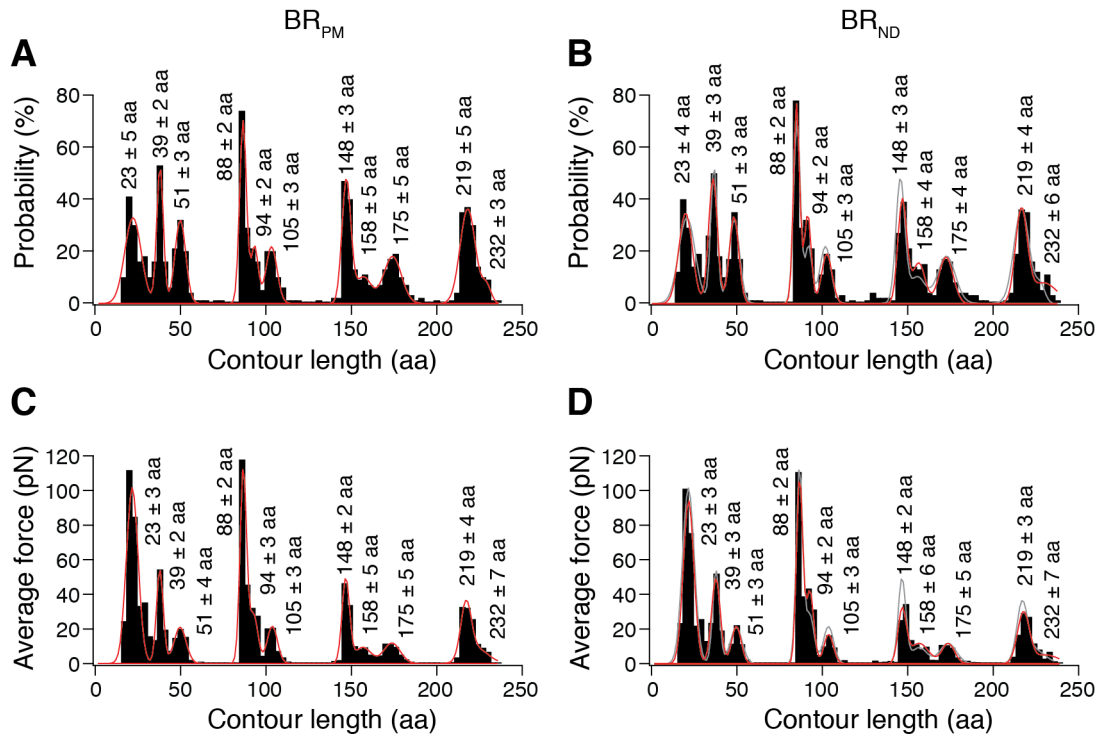 BRPM
BRND
A
Probability (%)
80
60
40
20
0
23 ± 5 aa
39 ± 2 aa
51 ± 3 aa
88 ± 2 aa
94 ± 2 aa
105 ± 3 aa
148 ± 3 aa
158 ± 5 aa
175 ± 5 aa
219 ± 5 aa
232 ± 3 aa
0 50 100 150 200 250
Contour length (aa)
B
Probability (%)
80
60
40
20
0
23 ± 4 aa
39 ± 3 aa
51 ± 3 aa
88 ± 2 aa
94 ± 2 aa
105 ± 3 aa
148 ± 3 aa
158 ± 4 aa
175 ± 4 aa
219 ± 4 aa
232 ± 6 aa
0 50 100 150 200 250
Contour length (aa)
C
Average force (pN)
120
100
80
60
40
20
0
23 ± 3 aa
39 ± 2 aa
51 ± 4 aa
88 ± 2 aa
94 ± 3 aa
105 ± 3 aa
148 ± 2 aa
158 ± 5 aa
175 ± 5 aa
219 ± 4 aa
232 ± 7 aa
0 50 100 150 200 250
Contour length (aa)
D
Average force (pN)
120
100
80
60
40
20
0
23 ± 3 aa
39 ± 3 aa
51 ± 3 aa
88 ± 2 aa
94 ± 2 aa
105 ± 3 aa
148 ± 2 aa
158 ± 6 aa
175 ± 5 aa
219 ± 3 aa
232 ± 7 aa
0 50 100 150 200 250
Contour length (aa)